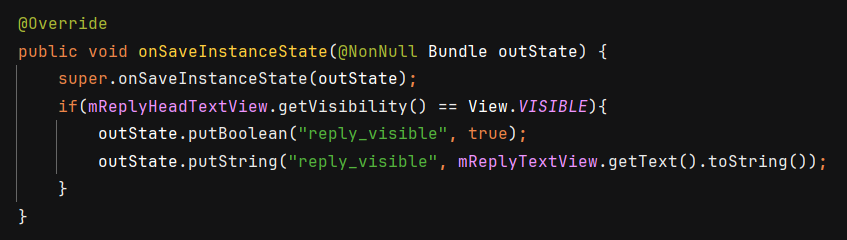 @Override
public void onSaveInstanceState(@NonNull Bundle outState) {
super.onSaveInstanceState(outState);
if(mReplyHeadTextView.getVisibility() == View.VISIBLE){
outState.putBoolean("reply_visible", true);
outState.putString("reply_visible", mReplyTextView.getText().toString());
}
}